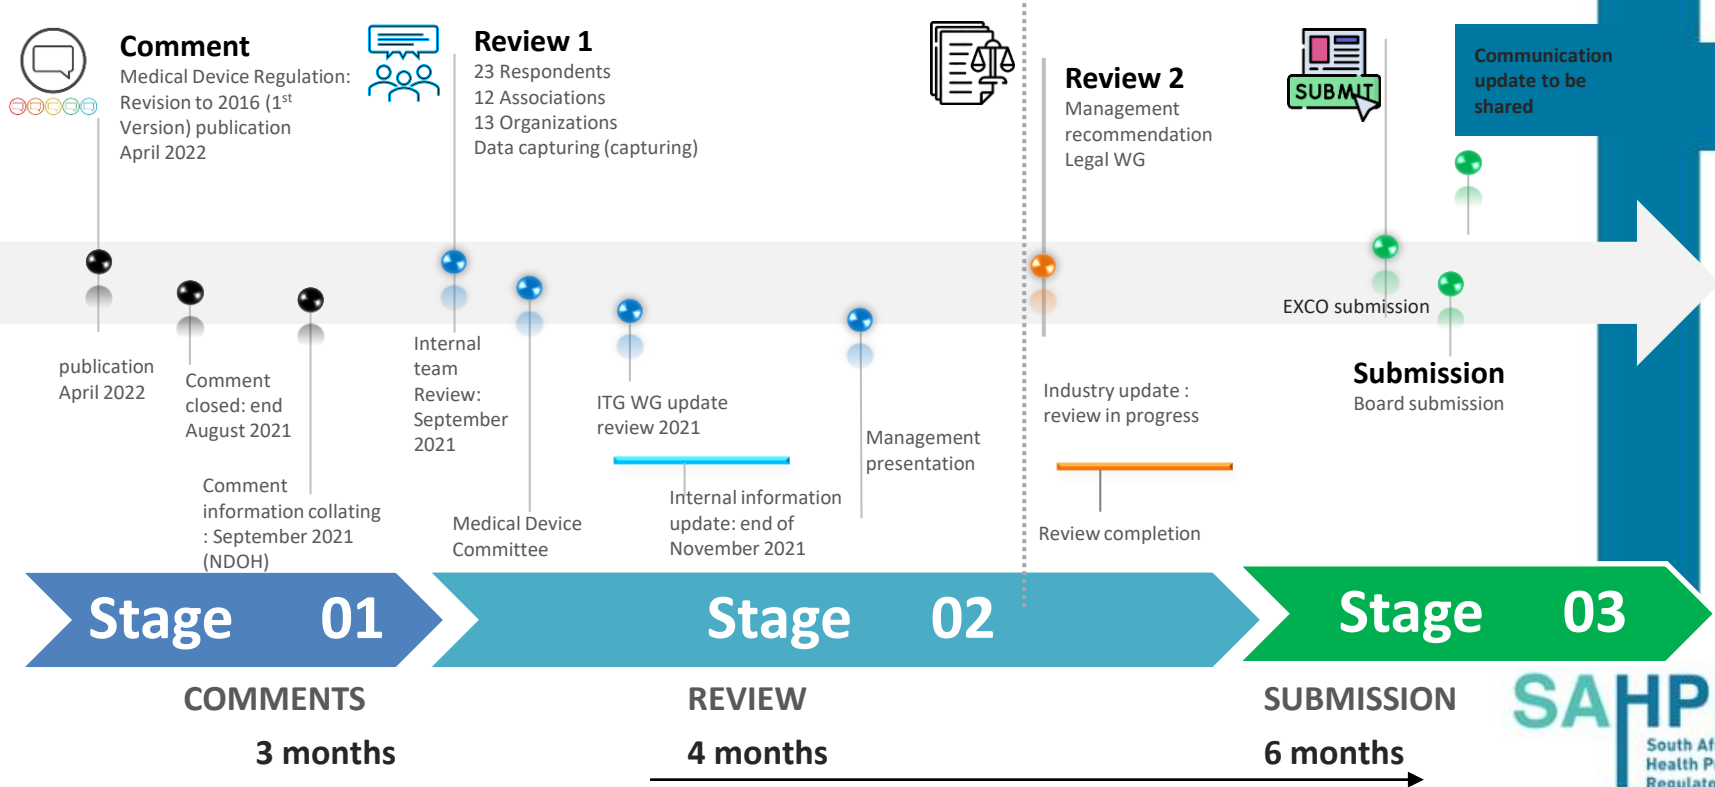 Comment
Medical Device Regulation:
Revision to 2016 (1st
Version) publication
April 2022
Review 1
23 Respondents
12 Associations
13 Organizations
Data capturing (capturing)
Review 2
Management
recommendation
Legal WG
SUBMIT
Communication
update to be
shared
publication
April 2022
Comment
closed: end
August 2021
Comment
information collating
: September 2021
(NDOH)
Internal
team
Review:
September
2021
Medical Device
Committee
ITG WG update
review 2021
Internal information
update: end of
November 2021
Management
presentation
Industry update :
review in progress
Review completion
EXCO submission
Submission
Board submission
Stage 01
Stage 02
Stage 03
COMMENTS
3 months
REVIEW
4 months
SUBMISSION
6 months
SAHP
South Af
Health P
Regulato